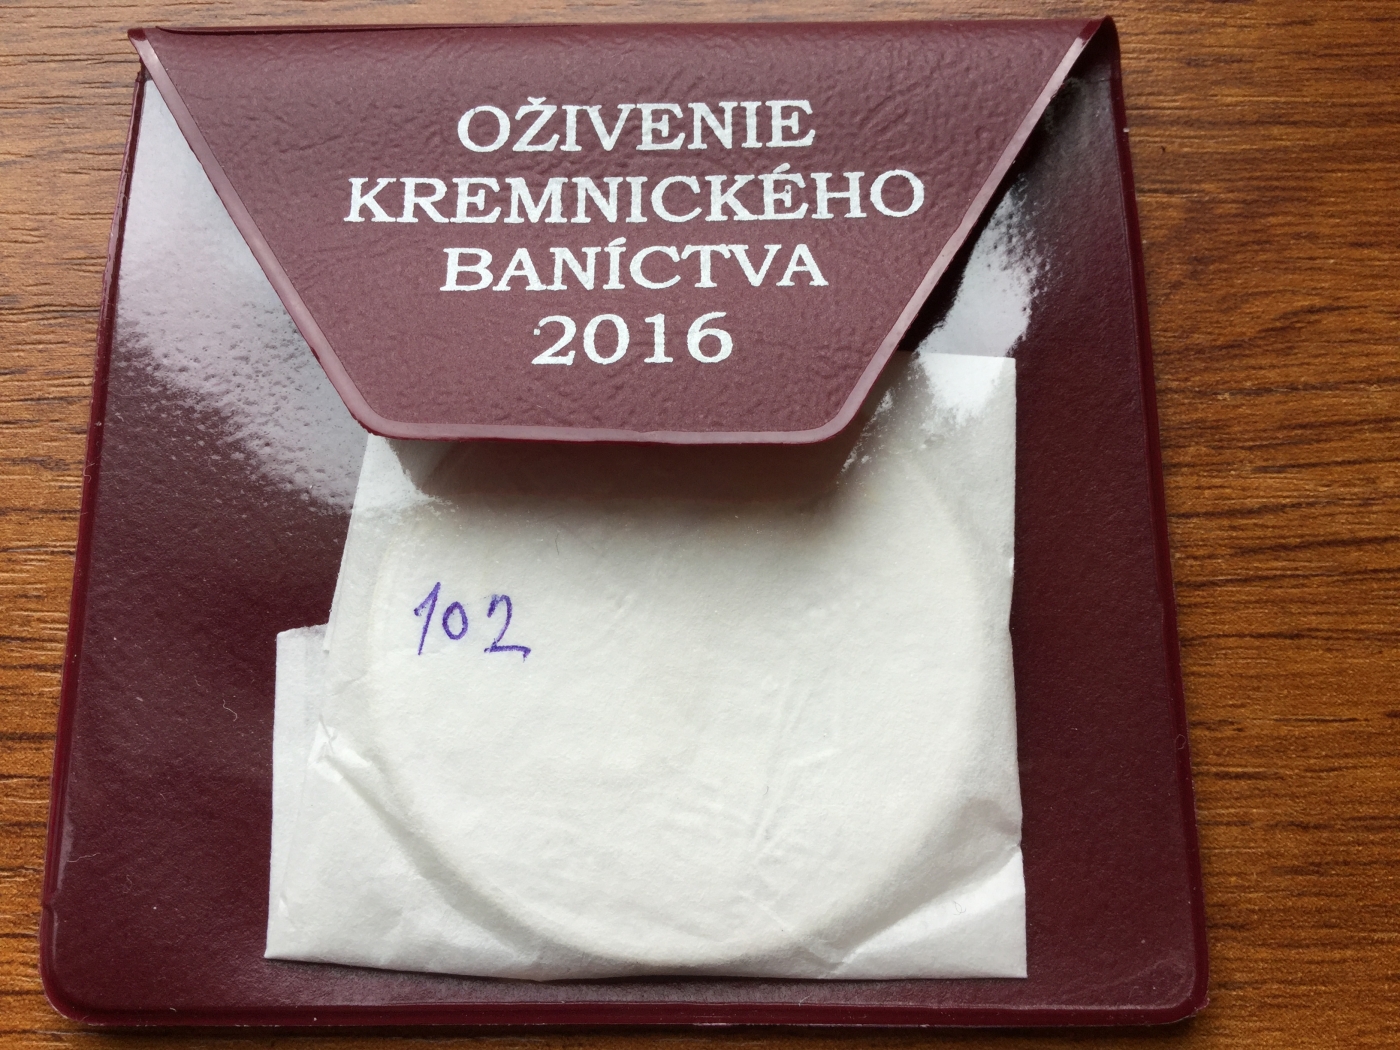 OŽIVENIE
KREMNICKÉHO
BANÍCTVA
2016
102